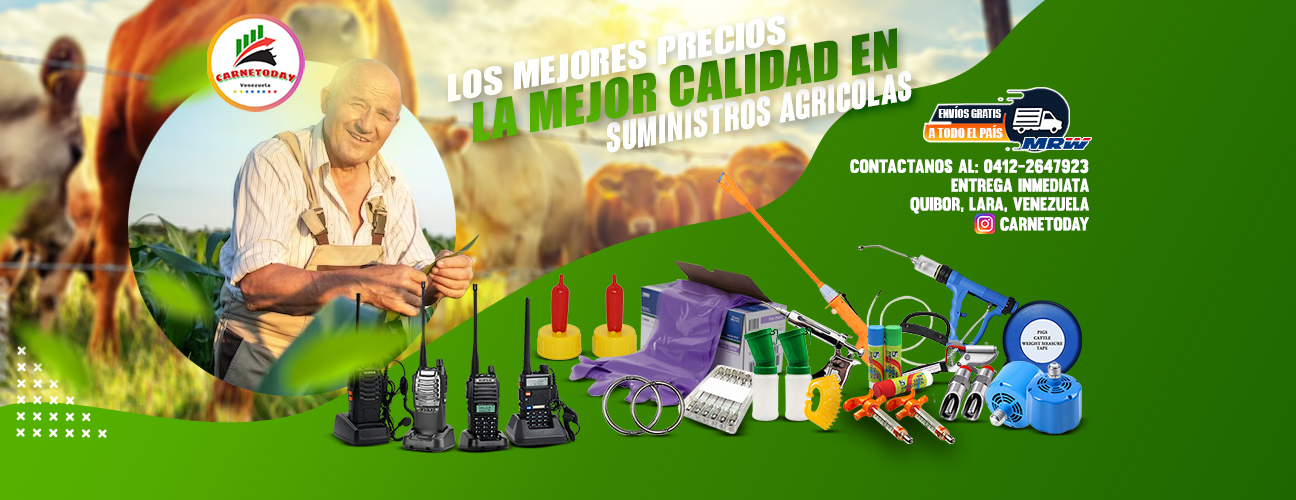 CARNETODAY
Venezuela
LOS MEJORES PRECIOS
LA MEJOR CALIDAD EN
SUMINISTROS AGRICOLAS
ENVÍOS GRATIS
A TODO EL PAÍS
MRW
CONTACTANOS AL: 0412-2647923
ENTREGA INMEDIATA
QUIBOR, LARA, VENEZUELA
CARNETODAY
PIGS
CATTLE
WEIGHT MEASURE
TAPE